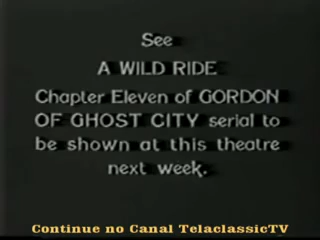 See
A WILD RIDE
Chapter Eleven of GORDON
OF GHOST CITY serial to
be shown at this theatre
next week.
Continue no Canal TelaclassicTV